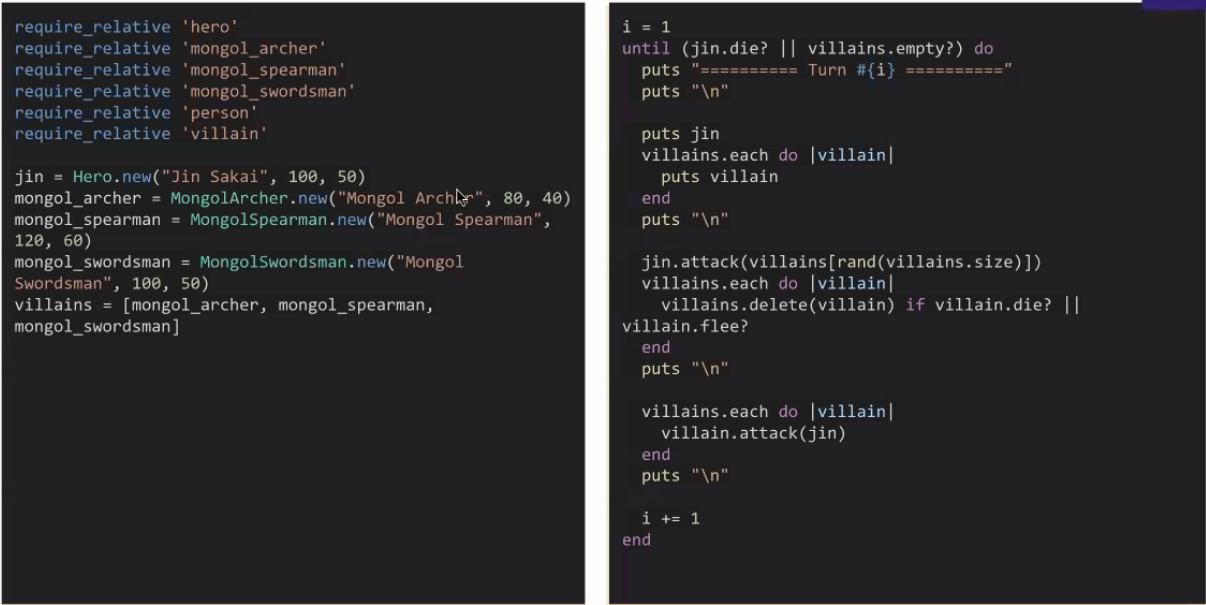 require_relative 'hero'
require_relative 'mongol_archer'
require_relative 'mongol_spearman'
require_relative 'mongol_swordsman'
require_relative 'person'
require_relative 'villain'

jin = Hero.new("Jin Sakai", 100, 50)
mongol_archer = MongolArcher.new("Mongol Archer", 80, 40)
mongol_spearman = MongolSpearman.new("Mongol Spearman",
120, 60)
mongol_swordsman = MongolSwordsman.new("Mongol
Swordsman", 100, 50)
villains = [mongol_archer, mongol_spearman,
mongol_swordsman]

i = 1
until (jin.die? || villains.empty?) do
  puts "========== Turn #{i} =========="
  puts "\n"

  puts jin
  villains.each do |villain|
    puts villain
  end
  puts "\n"

  jin.attack(villains[rand(villains.size)])
  villains.each do |villain|
    villains.delete(villain) if villain.die? ||
villain.flee?
  end
  puts "\n"

  villains.each do |villain|
    villain.attack(jin)
  end
  puts "\n"

  i += 1
end